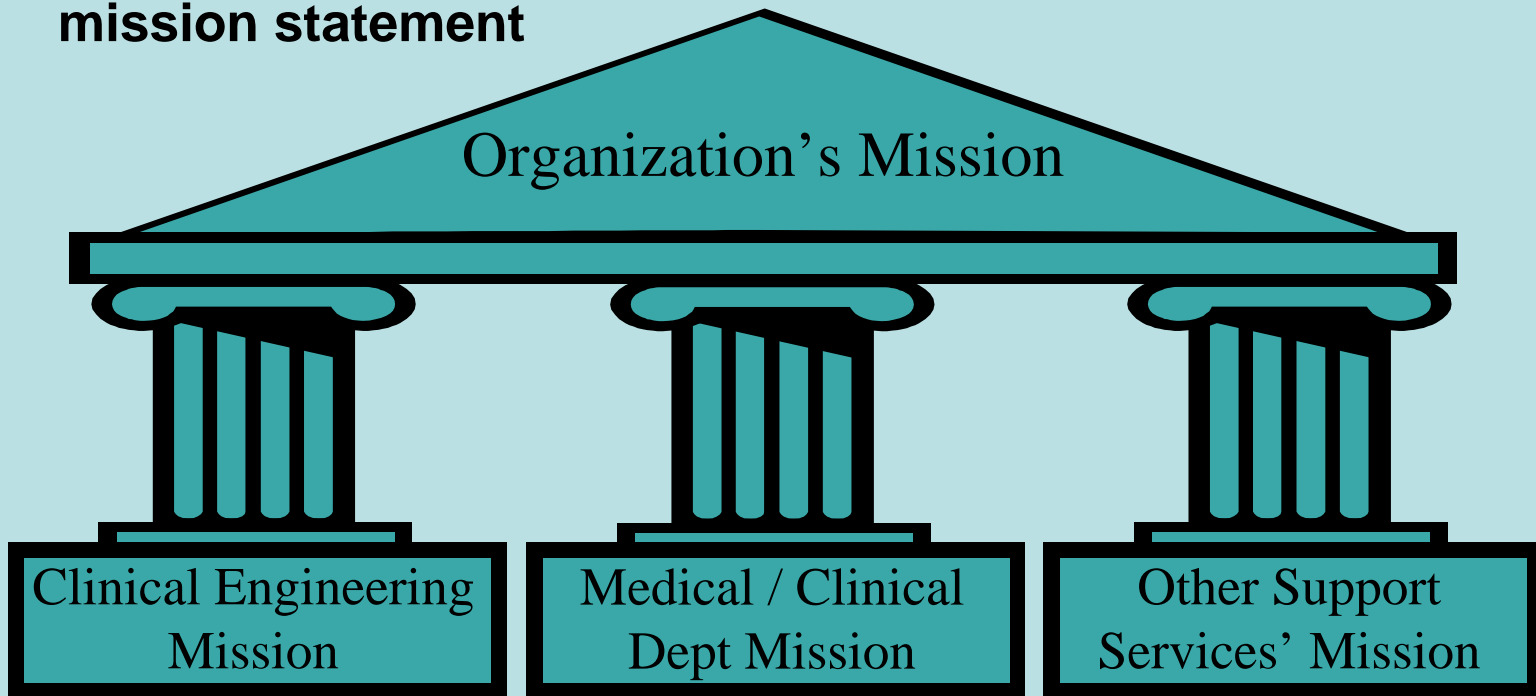 mission statement
Organization’s Mission
Clinical Engineering
Mission
Medical / Clinical
Dept Mission
Other Support
Services’ Mission